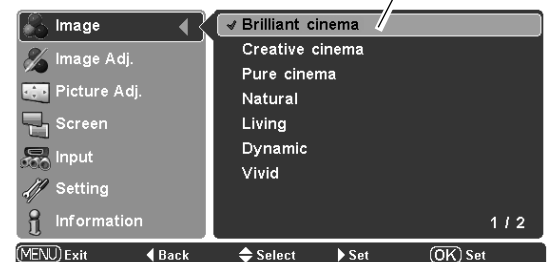 Image
Image Adj.
Picture Adj.
Screen
Input
Setting
Information
✓ Brilliant cinema
Creative cinema
Pure cinema
Natural
Living
Dynamic
Vivid
1 / 2
MENU Exit Back Select Set OK Set